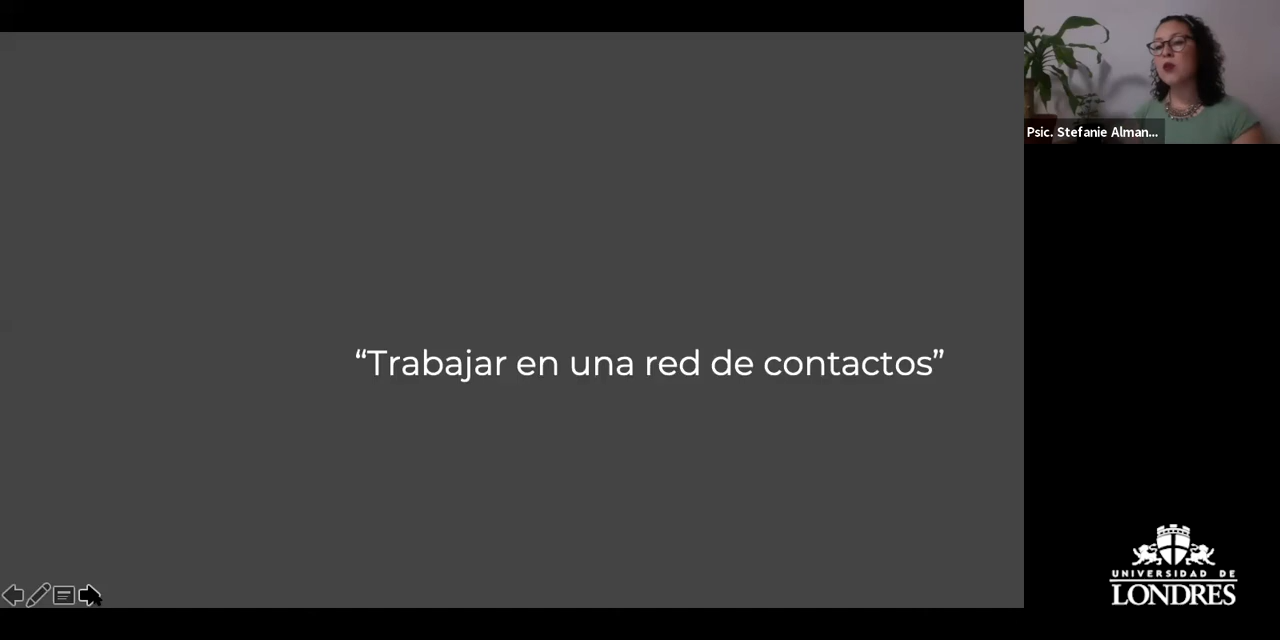 Psic. Stefanie Alman...
“Trabajar en una red de contactos”
UNIVERSIDAD DE
LONDRES